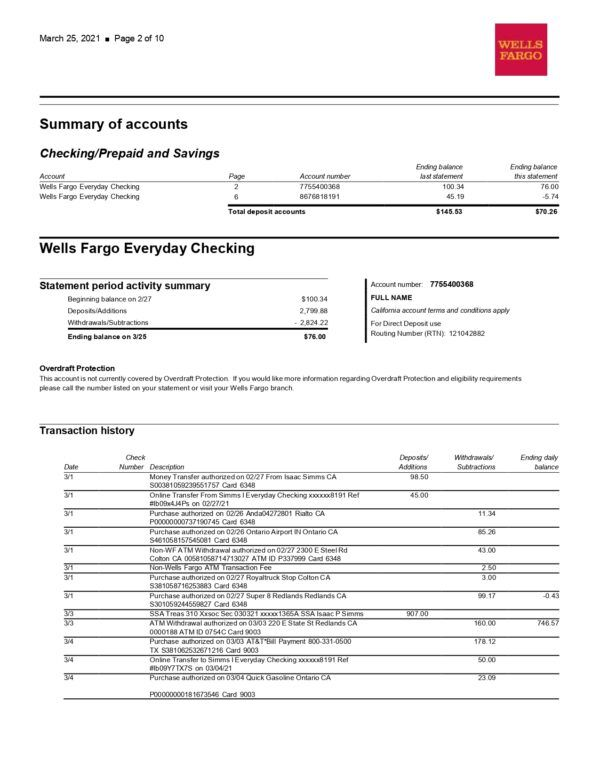 March 25, 2021 ■ Page 2 of 10
WELLS
FARGO
Summary of accounts
Checking/Prepaid and Savings
Ending balance Ending balance
Account Page Account number last statement this statement
Wells Fargo Everyday Checking 2 7755400368 100.34 76.00
Wells Fargo Everyday Checking 6 8676818191 45.19 -5.74
Total deposit accounts $145.53 $70.26
Wells Fargo Everyday Checking
Statement period activity summary
Beginning balance on 2/27 $100.34
Deposits/Additions 2,799.88
Withdrawals/Subtractions - 2,824.22
Ending balance on 3/25 $76.00
Account number: 7755400368
FULL NAME
California account terms and conditions apply
For Direct Deposit use
Routing Number (RTN): 121042882
Overdraft Protection
This account is not currently covered by Overdraft Protection. If you would like more information regarding Overdraft Protection and eligibility requirements
please call the number listed on your statement or visit your Wells Fargo branch.
Transaction history
Check Deposits/ Withdrawals/ Ending daily
Date Number Description Additions Subtractions balance
3/1 Money Transfer authorized on 02/27 From Isaac Simms CA 98.50
S00381059239551757 Card 6348
3/1 Online Transfer From Simms I Everyday Checking xxxxxx8191 Ref 45.00
#Ib09x4J4Ps on 02/27/21
3/1 Purchase authorized on 02/26 Anda04272801 Rialto CA 11.34
P00000000737190745 Card 6348
3/1 Purchase authorized on 02/26 Ontario Airport IN Ontario CA 85.26
S461058157545081 Card 6348
3/1 Non-WF ATM Withdrawal authorized on 02/27 2300 E Steel Rd 43.00
Colton CA 00581058714713027 ATM ID P337999 Card 6348
3/1 Non-Wells Fargo ATM Transaction Fee 2.50
3/1 Purchase authorized on 02/27 Royaltruck Stop Colton CA 3.00
S381058716253883 Card 6348
3/1 Purchase authorized on 02/27 Super 8 Redlands Redlands CA 99.17 -0.43
S301059244559827 Card 6348
3/3 SSA Treas 310 Xxsoc Sec 030321 xxxxx1365A SSA Isaac P Simms 907.00
3/3 ATM Withdrawal authorized on 03/03 220 E State St Redlands CA 160.00 746.57
0000188 ATM ID 0754C Card 9003
3/4 Purchase authorized on 03/03 AT&T*Bill Payment 800-331-0500 178.12
TX S381062532671216 Card 9003
3/4 Online Transfer to Simms I Everyday Checking xxxxxx8191 Ref 50.00
#Ib09Y7TX7S on 03/04/21
3/4 Purchase authorized on 03/04 Quick Gasoline Ontario CA 23.09
P00000000181673546 Card 9003